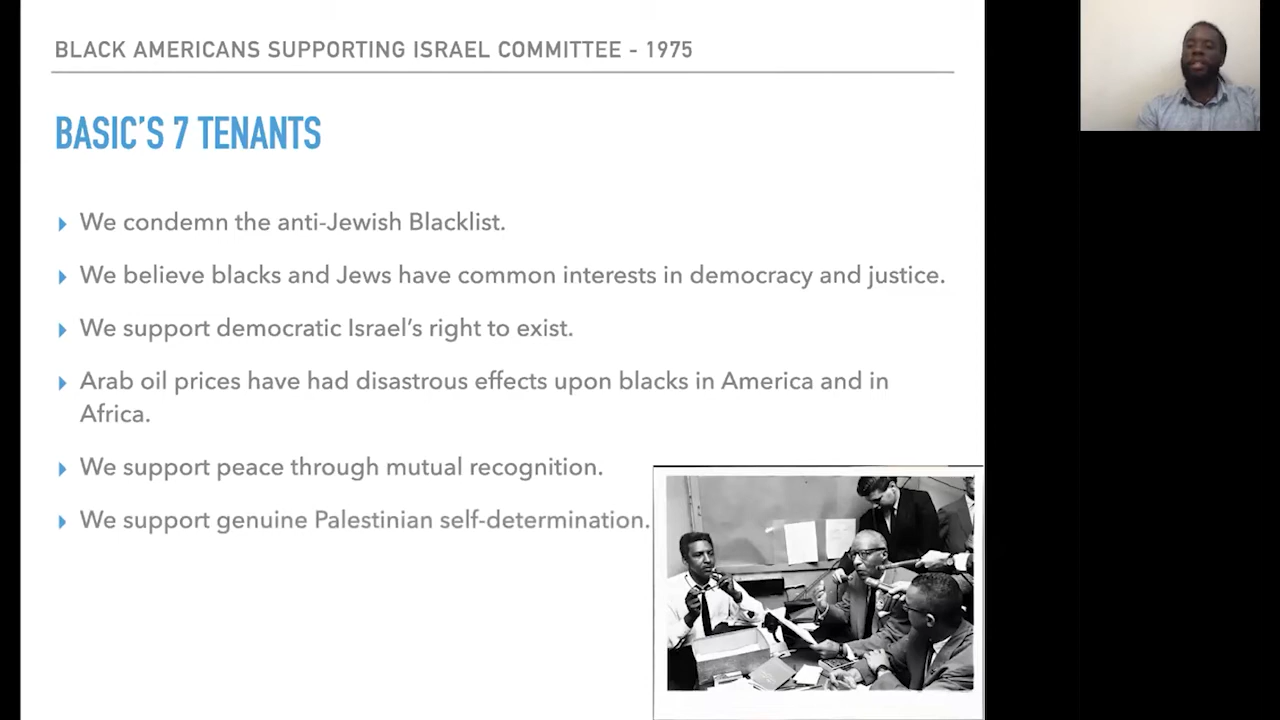 BLACK AMERICANS SUPPORTING ISRAEL COMMITTEE - 1975
BASIC'S 7 TENANTS
We condemn the anti-Jewish Blacklist.
We believe blacks and Jews have common interests in democracy and justice.
We support democratic Israel's right to exist.
Arab oil prices have had disastrous effects upon blacks in America and in
Africa.
We support peace through mutual recognition.
We support genuine Palestinian self-determination.